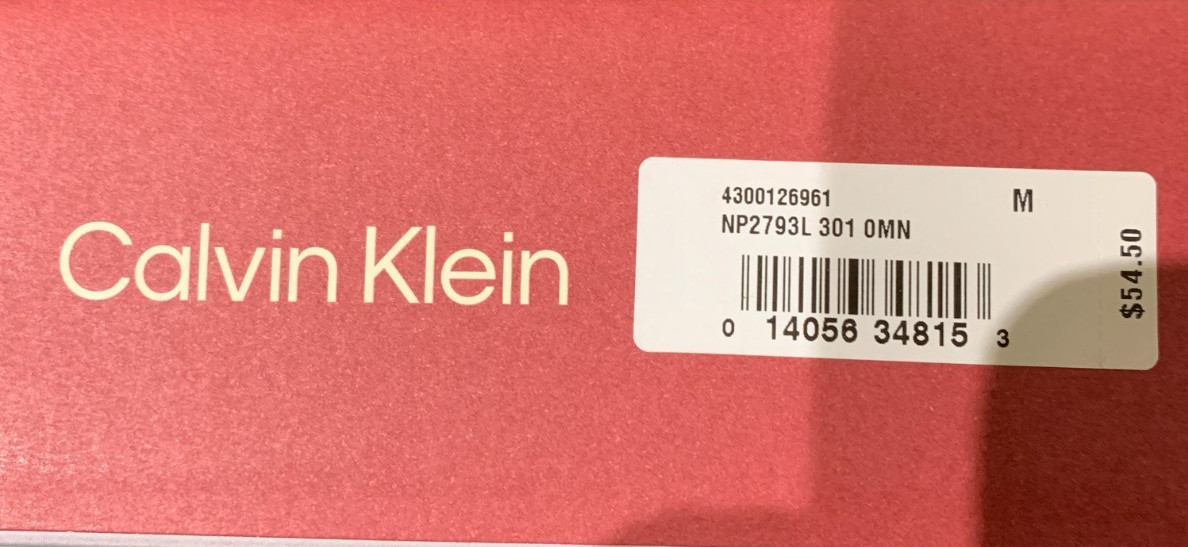 Calvin Klein
4300126961
M
NP2793L 301 0MN
$54.50
0 14056 34815 3